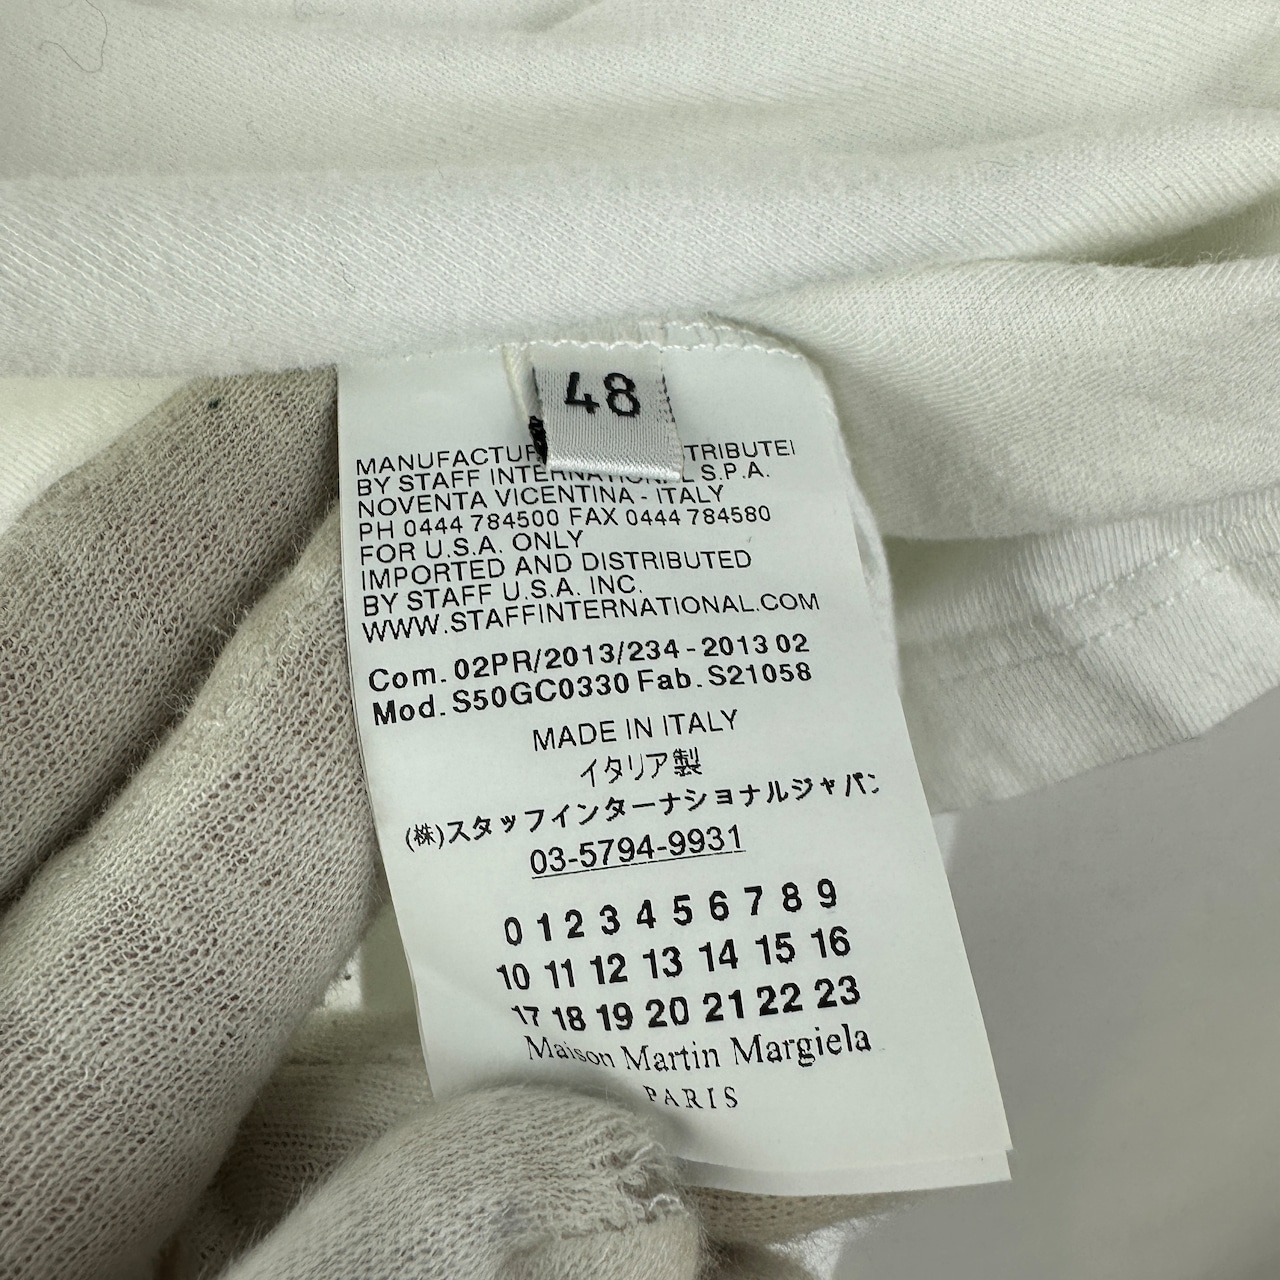 48
MANUFACTUR TRIBUTE
BY STAFF INTERNATIONAL S.P.A.
NOVENTA VICENTINA - ITALY
PH 0444 784500 FAX 0444 784580
FOR U.S.A. ONLY
IMPORTED AND DISTRIBUTED
BY STAFF U.S.A. INC.
WWW.STAFFINTERNATIONAL.COM
Com. 02PR/2013/234 - 2013 02
Mod. S50GC0330 Fab. S21058
MADE IN ITALY
イタリア製
(株)スタッフインターナショナルジャパ
03-5794-9931
0 1 2 3 4 5 6 7 8 9
10 11 12 13 14 15 16
17 18 19 20 21 22 23
Maison Martin Margiela
PARIS